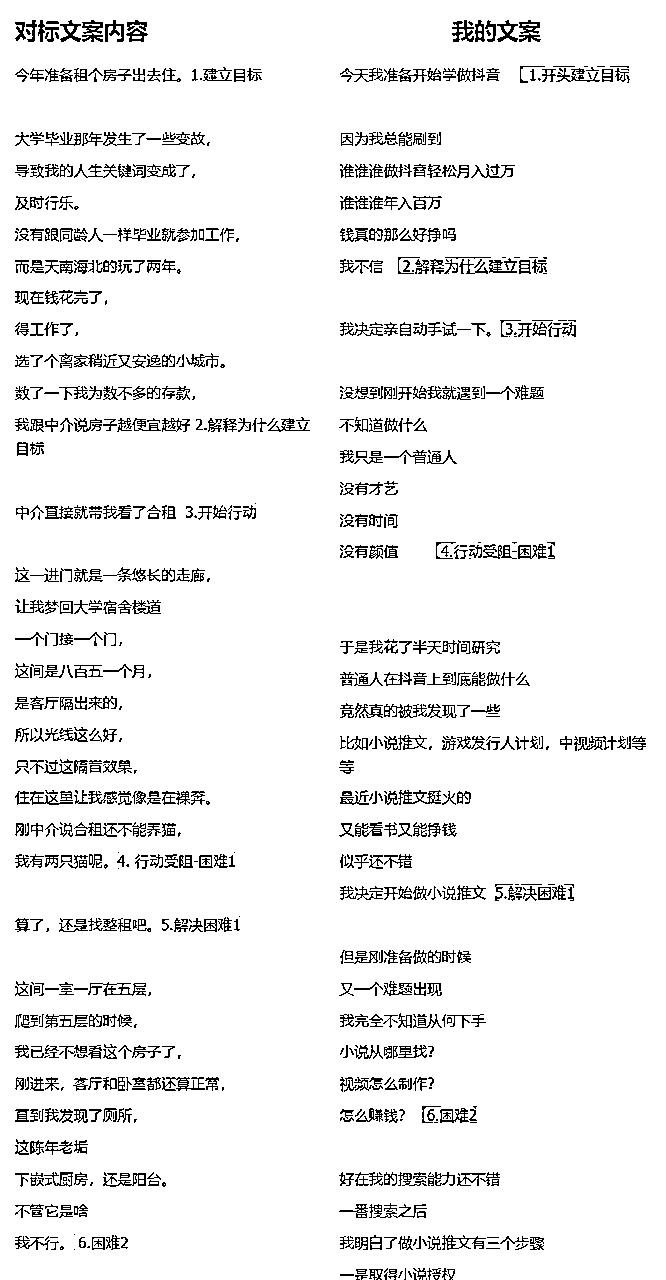 对标文案内容
今年准备租个房子出去住。1.建立目标
大学毕业那年发生了一些变故，
导致我的人生关键词变成了，
及时行乐。
没有跟同龄人一样毕业就参加工作，
而是天南海北的玩了两年。
现在钱花完了，
得工作了，
选了个离家稍近又安逸的小城市。
数了一下我为数不多的存款，
我跟中介说房子越便宜越好 2.解释为什么建立
目标
中介直接就带我看了合租 3.开始行动
这一进门就是一条悠长的走廊，
让我梦回大学宿舍楼道
一个门接一个门，
这间是八百五一个月，
是客厅隔出来的，
所以光线这么好，
只不过这隔音效果，
住在这里让我感觉像是在裸奔。
刚中介说合租还不能养猫，
我有两只猫呢。4. 行动受阻-困难1
算了，还是找整租吧。5.解决困难1
这间一室一厅在五层，
爬到第五层的时候，
我已经不想看这个房子了，
刚进来，客厅和卧室都还算正常，
直到我发现了厕所，
这陈年老垢
下嵌式厨房，还是阳台。
不管它是啥
我不行。6.困难2
我的文案
今天我准备开始学做抖音 1.开头建立目标
因为我总能刷到
谁谁谁做抖音轻松月入过万
谁谁谁年入百万
钱真的那么好挣吗
我不信 2.解释为什么建立目标
我决定亲自动手试一下。3.开始行动
没想到刚开始我就遇到一个难题
不知道做什么
我只是一个普通人
没有才艺
没有时间
没有颜值 4.行动受阻-困难1
于是我花了半天时间研究
普通人在抖音上到底能做什么
竟然真的被我发现了一些
比如小说推文，游戏发行人计划，中视频计划等
等
最近小说推文挺火的
又能看书又能挣钱
似乎还不错
我决定开始做小说推文 5.解决困难1
但是刚准备做的时候
又一个难题出现
我完全不知道从何下手
小说从哪里找？
视频怎么制作？
怎么赚钱？ 6.困难2
好在我的搜索能力还不错
一番搜索之后
我明白了做小说推文有三个步骤
一是取得小说授权